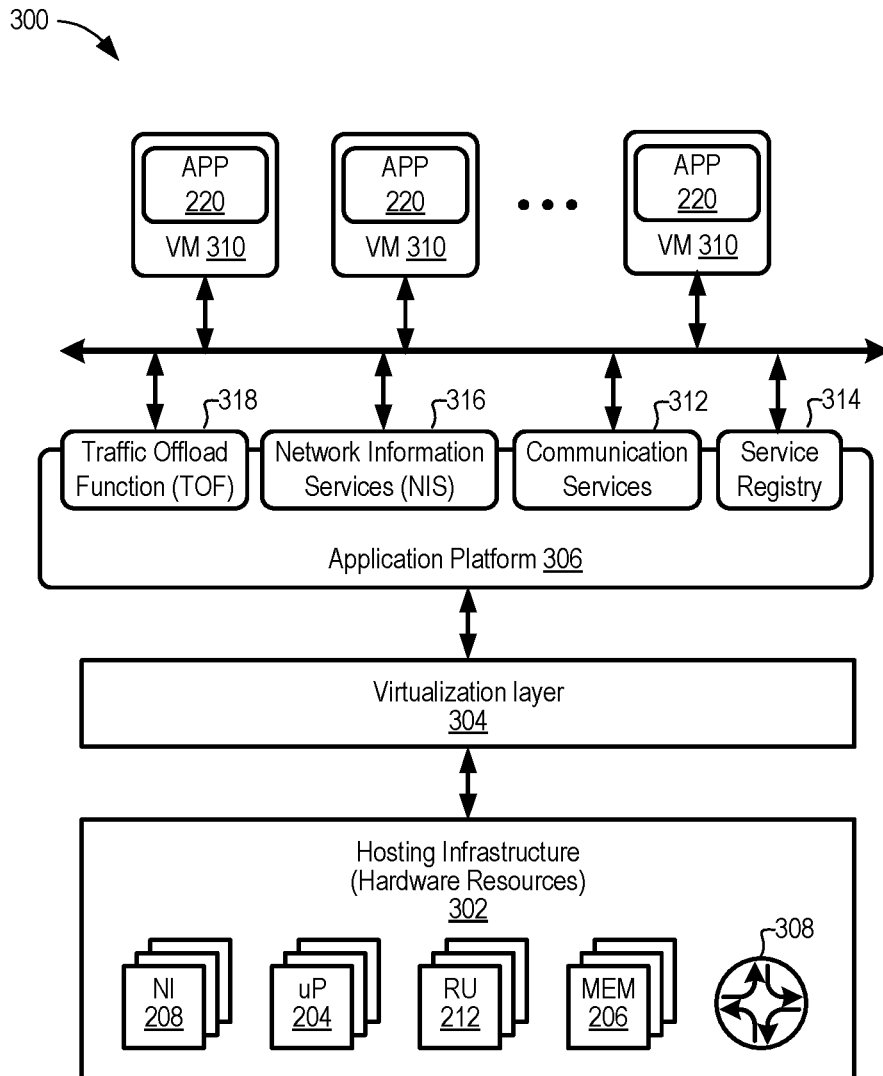 300
APP APP APP
220 220 220
VM 310 VM 310 VM 310
318 316 312 314
Traffic Offload Network Information Communication Service
Function (TOF) Services (NIS) Services Registry
Application Platform 306
Virtualization layer
304
Hosting Infrastructure
(Hardware Resources)
302
308
NI uP RU MEM
208 204 212 206